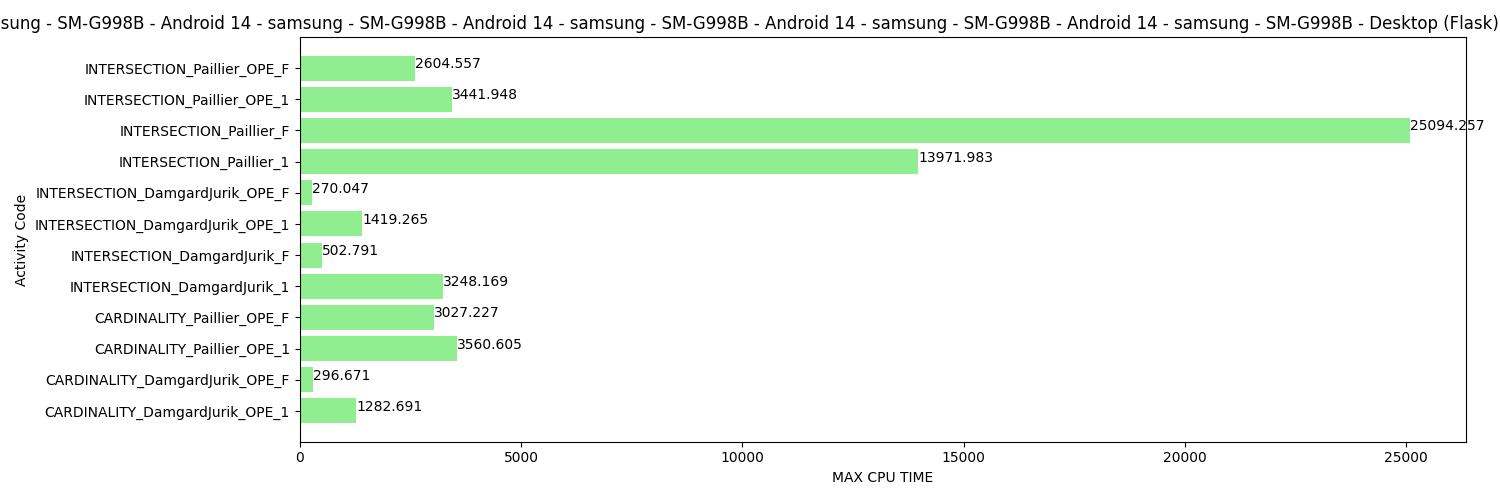 sung - SM-G998B - Android 14 - samsung - SM-G998B - Android 14 - samsung - SM-G998B - Android 14 - samsung - SM-G998B - Android 14 - samsung - SM-G998B - Desktop (Flask)
INTERSECTION_Paillier_OPE_F 2604.557
INTERSECTION_Paillier_OPE_1 3441.948
INTERSECTION_Paillier_F 25094.257
INTERSECTION_Paillier_1 13971.983
INTERSECTION_DamgardJurik_OPE_F 270.047
INTERSECTION_DamgardJurik_OPE_1 1419.265
INTERSECTION_DamgardJurik_F 502.791
INTERSECTION_DamgardJurik_1 3248.169
CARDINALITY_Paillier_OPE_F 3027.227
CARDINALITY_Paillier_OPE_1 3560.605
CARDINALITY_DamgardJurik_OPE_F 296.671
CARDINALITY_DamgardJurik_OPE_1 1282.691
Activity Code
0 5000 10000 15000 20000 25000
MAX CPU TIME